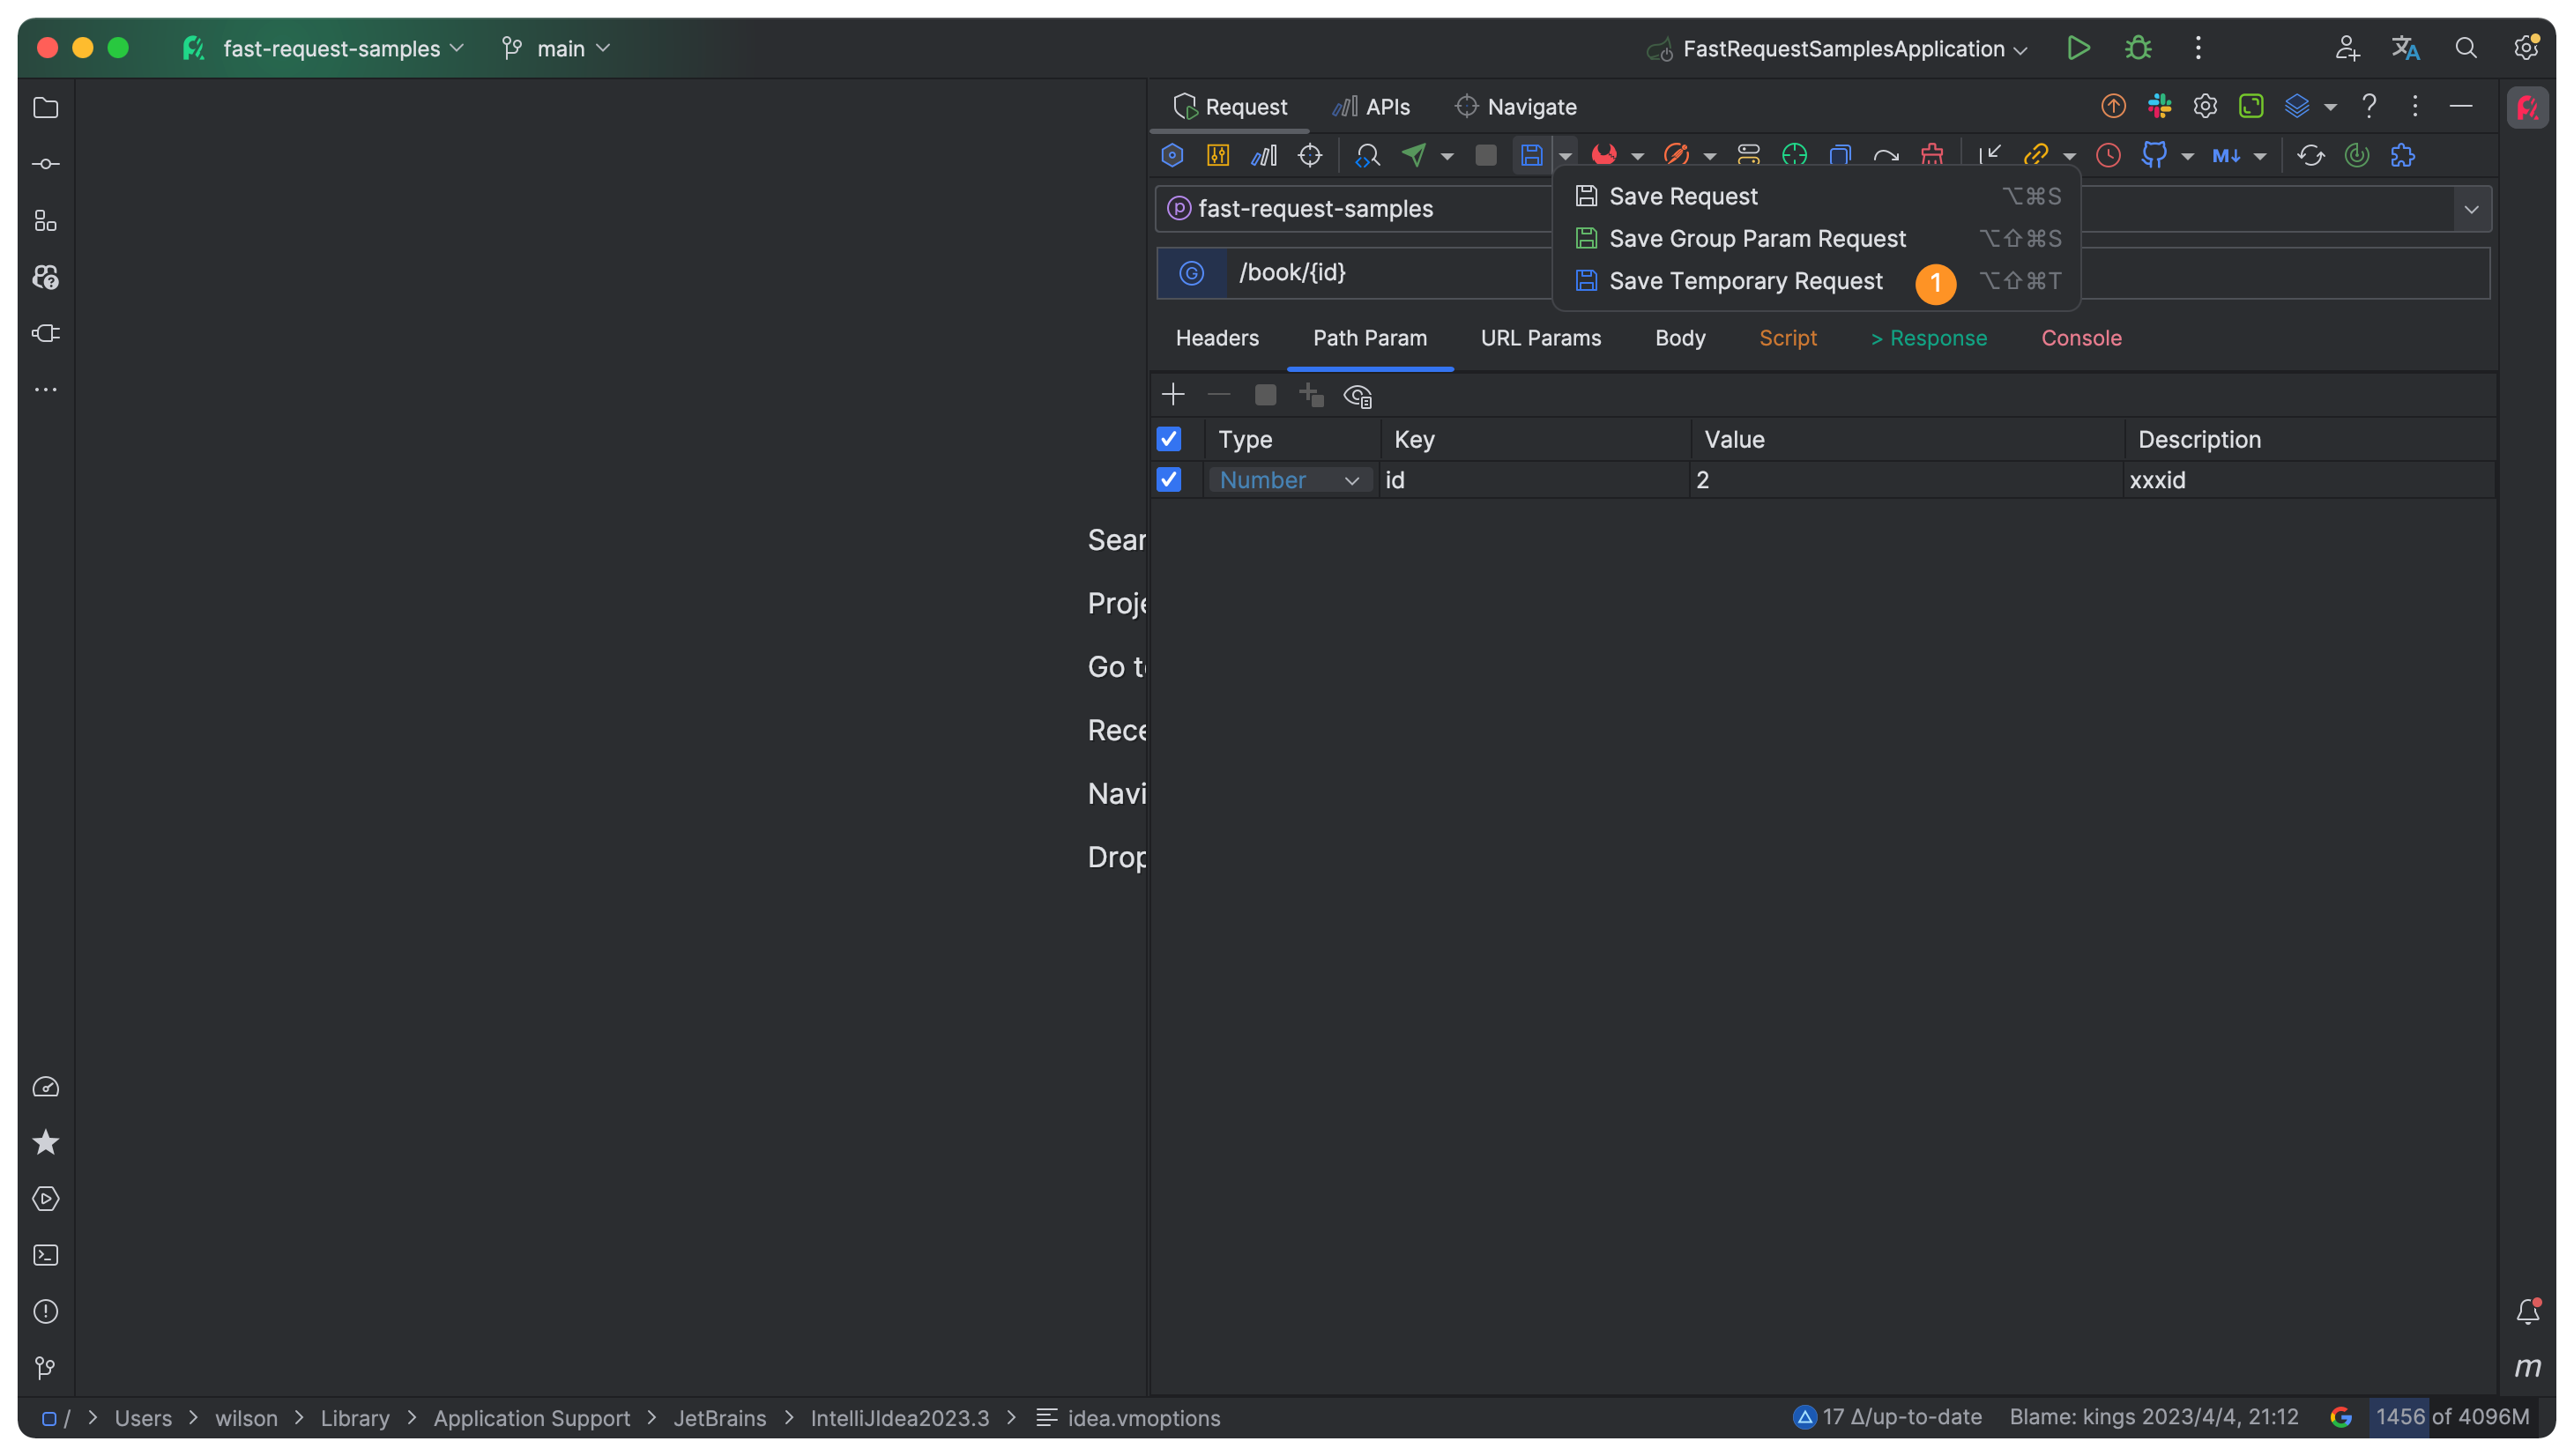 fast-request-samples
main
FastRequestSamplesApplication
Request
APIs
Navigate
M↓
fast-request-samples
Save Request ⌥⌘S
Save Group Param Request ⌥⇧⌘S
Save Temporary Request 1 ⌥⇧⌘T
G /book/{id}
Headers
Path Param
URL Params
Body
Script
> Response
Console
Type Key Value Description
Number id 2 xxxid
Sear
Proje
Go to
Rece
Navi
Drop
m
/ > Users > wilson > Library > Application Support > JetBrains > IntelliJIdea2023.3 > idea.vmoptions
17 Δ/up-to-date
Blame: kings 2023/4/4, 21:12
1456 of 4096M